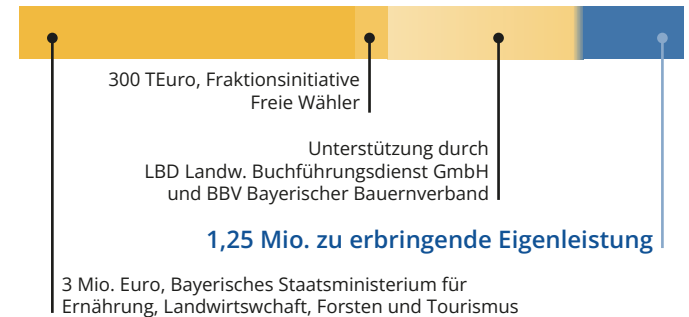 300 TEuro, Fraktionsinitiative
Freie Wähler
Unterstützung durch
LBD Landw. Buchführungsdienst GmbH
und BBV Bayerischer Bauernverband
1,25 Mio. zu erbringende Eigenleistung
3 Mio. Euro, Bayerisches Staatsministerium für
Ernährung, Landwirtswchaft, Forsten und Tourismus